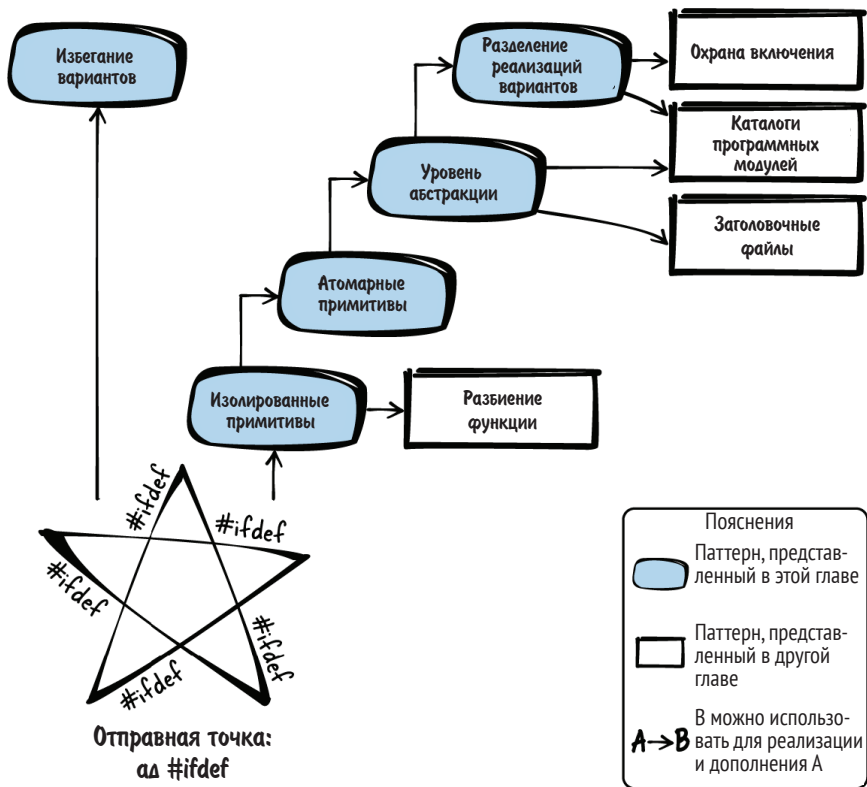 Избегание
вариантов
Разделение
реализаций
вариантов
Охрана включения
Каталоги
программных
модулей
Уровень
абстракции
Заголовочные
файлы
Атомарные
примитивы
Изолированные
примитивы
Разбиение
функции
#ifdef
#ifdef
#ifdef
#ifdef
#ifdef
Отправная точка:
ад #ifdef
Пояснения
Паттерн, представ-
ленный в этой главе
Паттерн, представ-
ленный в другой
главе
A→B
В можно использо-
вать для реализации
и дополнения А